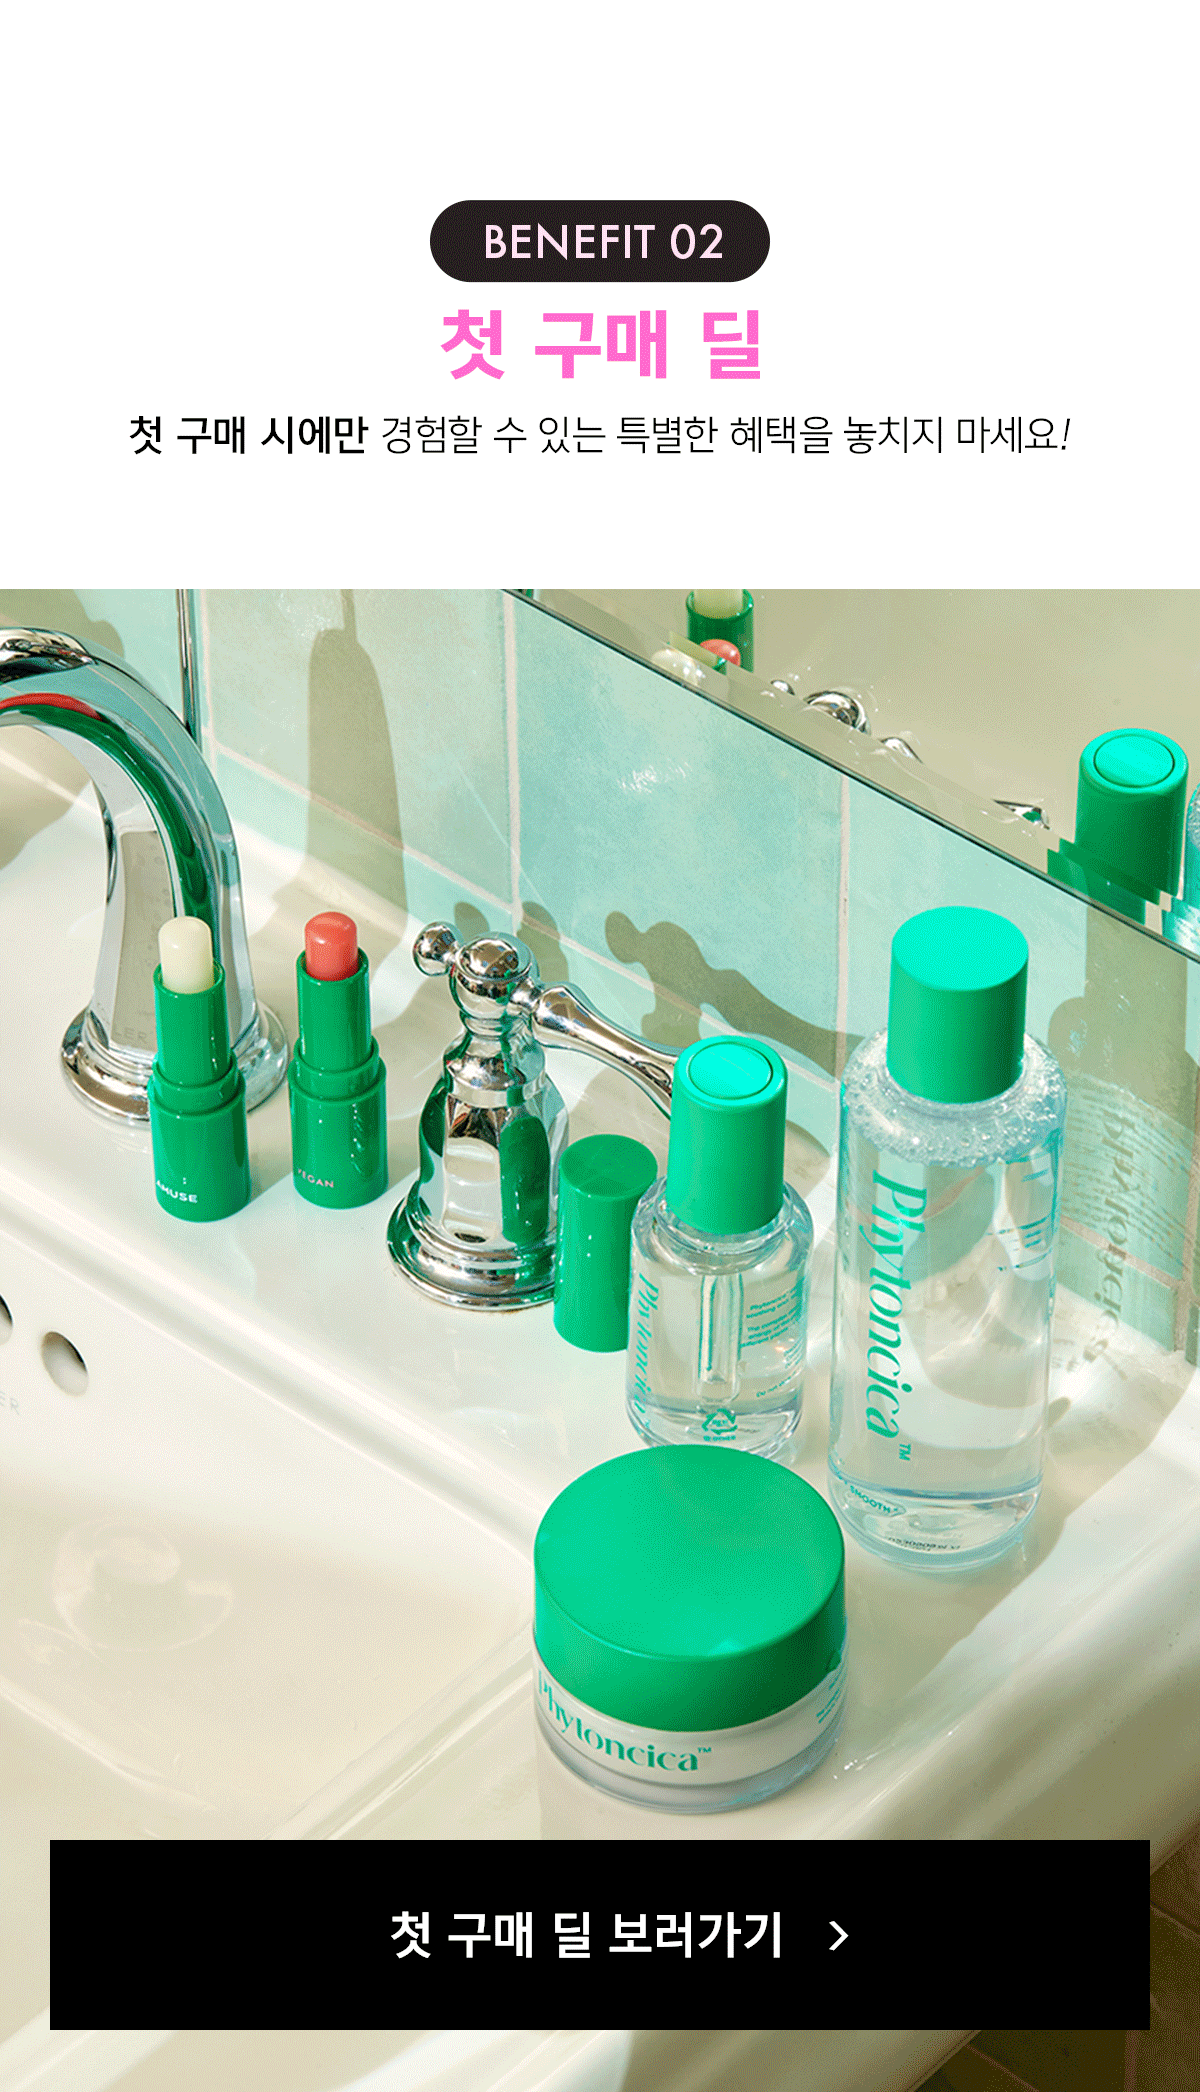 BENEFIT 02
첫 구매 딜
첫 구매 시에만 경험할 수 있는 특별한 혜택을 놓치지 마세요!
AMUSE
VEGAN
Phytoncica
Phytoncica™
Phytoncica
SMOOTH
Phytoncica™
첫 구매 딜 보러가기 >